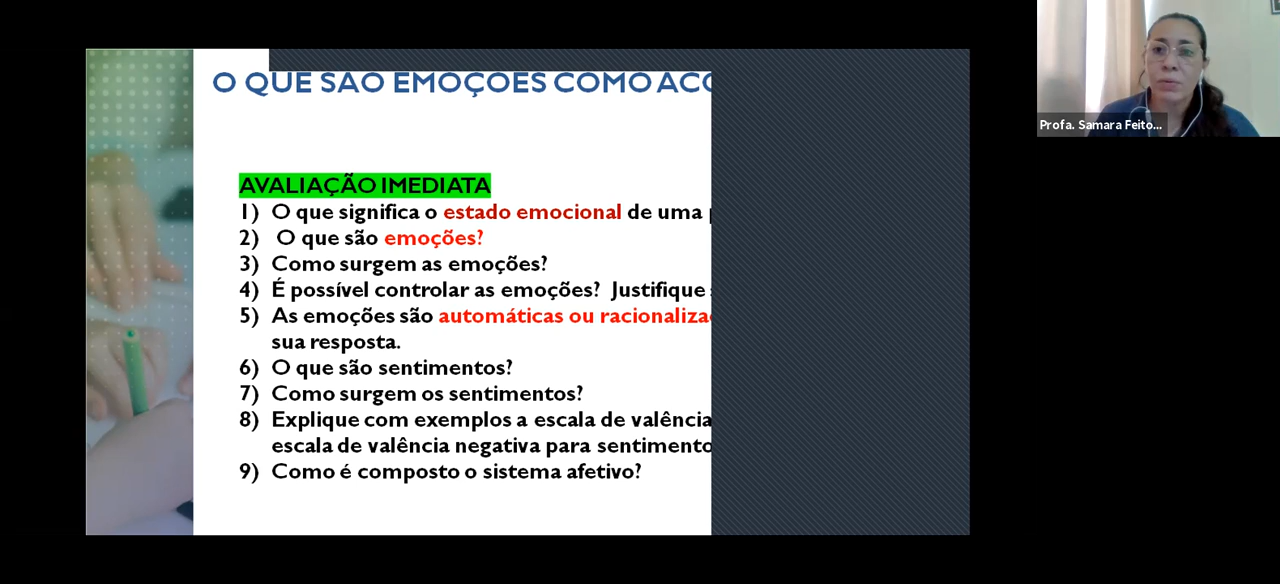 O QUE SÃO EMOÇÕES COMO
AVALIAÇÃO IMEDIATA
1) O que significa o estado emocional de uma
2) O que são emoções?
3) Como surgem as emoções?
4) É possível controlar as emoções? Justifique
5) As emoções são automáticas ou
sua resposta.
6) O que são sentimentos?
7) Como surgem os sentimentos?
8) Explique com exemplos a escala de valência
escala de valência negativa para
9) Como é composto o sistema afetivo?
Profa. Samara Feito...